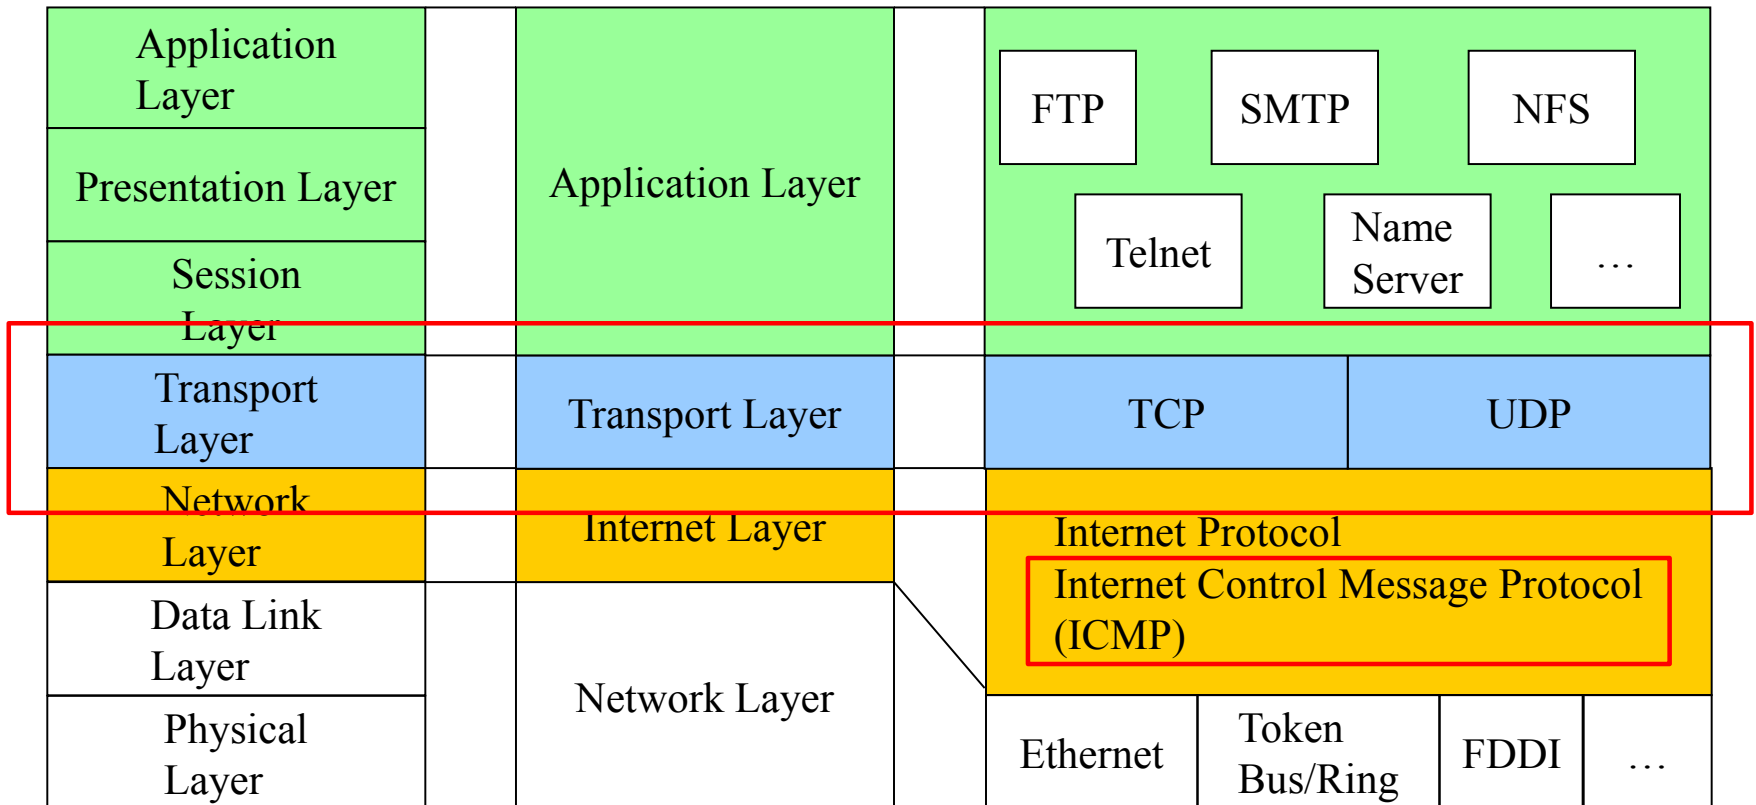 Application
Layer
Presentation Layer
Session
Layer
Transport
Layer
Network
Layer
Data Link
Layer
Physical
Layer
Application Layer
Transport Layer
Internet Layer
Network Layer
FTP
SMTP
NFS
Telnet
Name
Server
…
TCP
UDP
Internet Protocol
Internet Control Message Protocol
(ICMP)
Ethernet
Token
Bus/Ring
FDDI
…